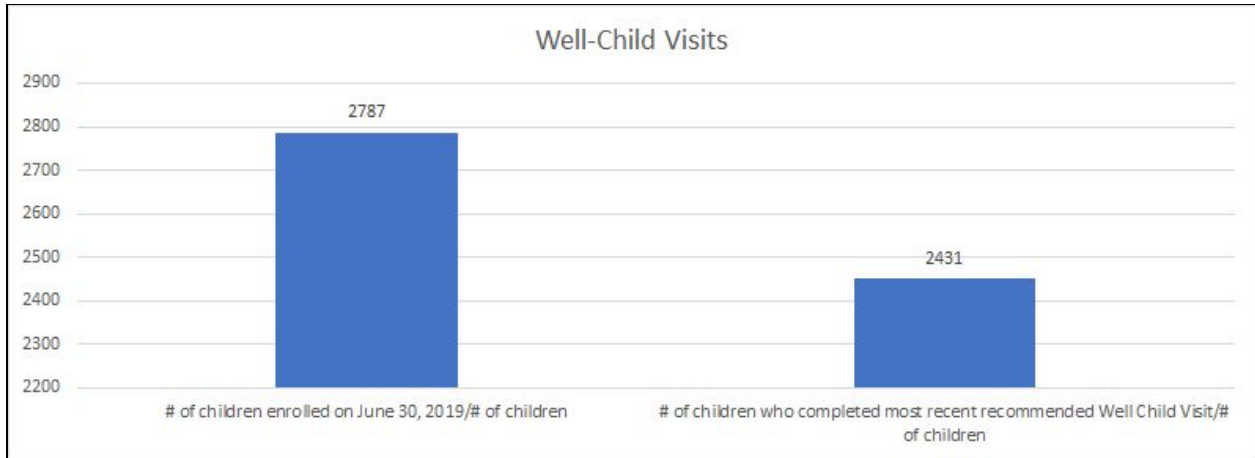 Well-Child Visits
2900
2800
2700
2600
2500
2400
2300
2200
2787
2431
# of children enrolled on June 30, 2019/# of children
# of children who completed most recent recommended Well Child Visit/#
of children